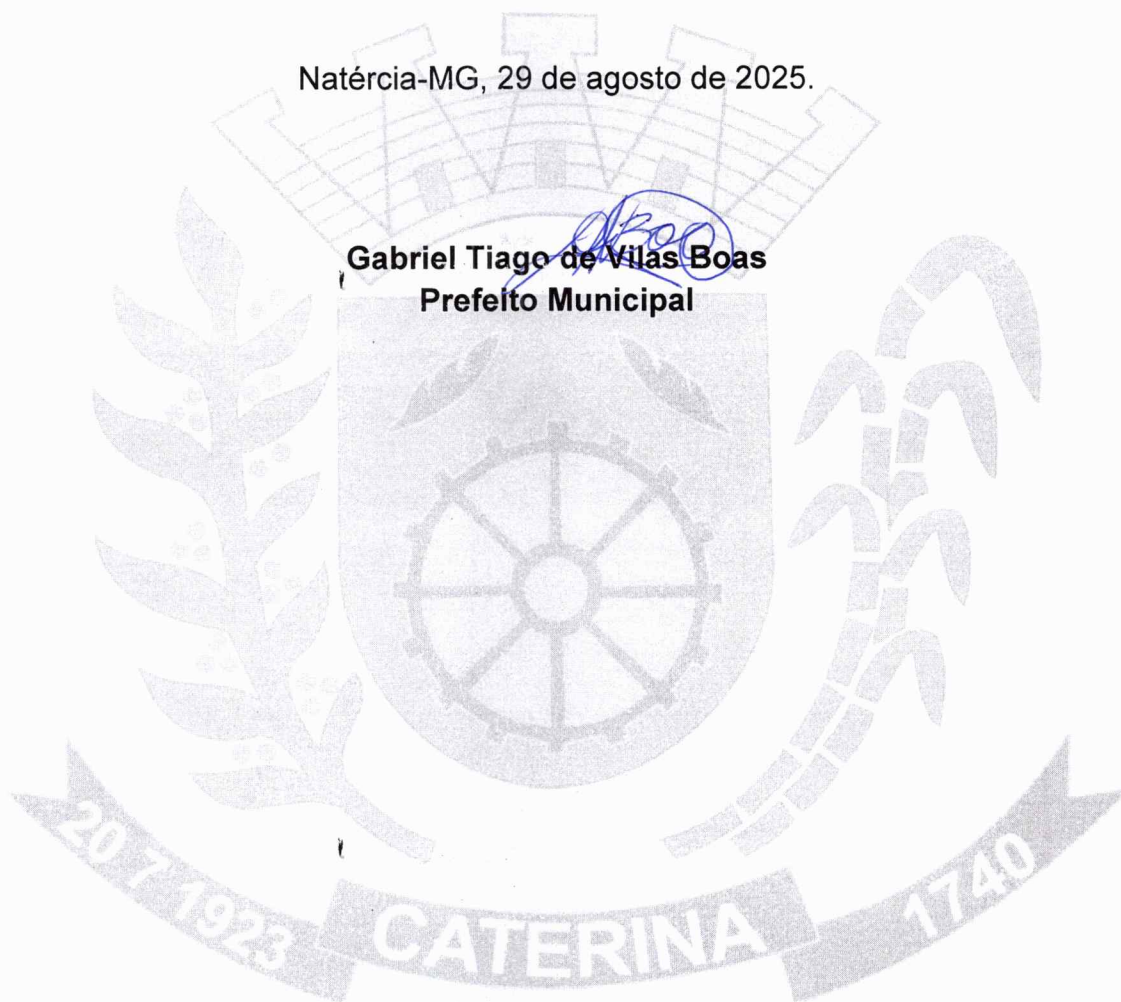 Natércia-MG, 29 de agosto de 2025.
Gabriel Tiago de Vilas Boas
Prefeito Municipal
20 7 1923
CATERINA
1740